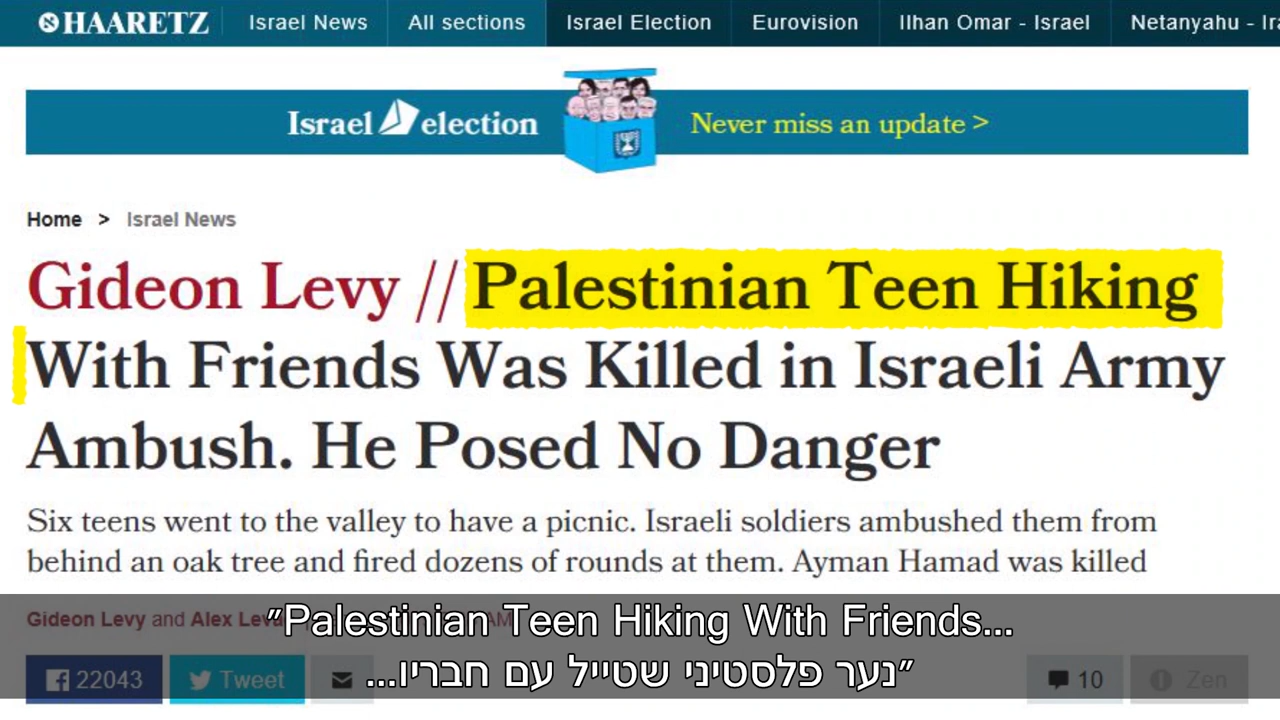 HAARETZ Israel News All sections Israel Election Eurovision Ilhan Omar - Israel Netanyahu -
Israel election Never miss an update >
Home > Israel News
Gideon Levy // Palestinian Teen Hiking
With Friends Was Killed in Israeli Army
Ambush. He Posed No Danger
Six teens went to the valley to have a picnic. Israeli soldiers ambushed them from
behind an oak tree and fired dozens of rounds at them. Ayman Hamad was killed
Gideon Levy and Alex
"Palestinian Teen Hiking With Friends...
"נער פלסטיני שטייל עם חבריו...
22043 Tweet 10 Zen